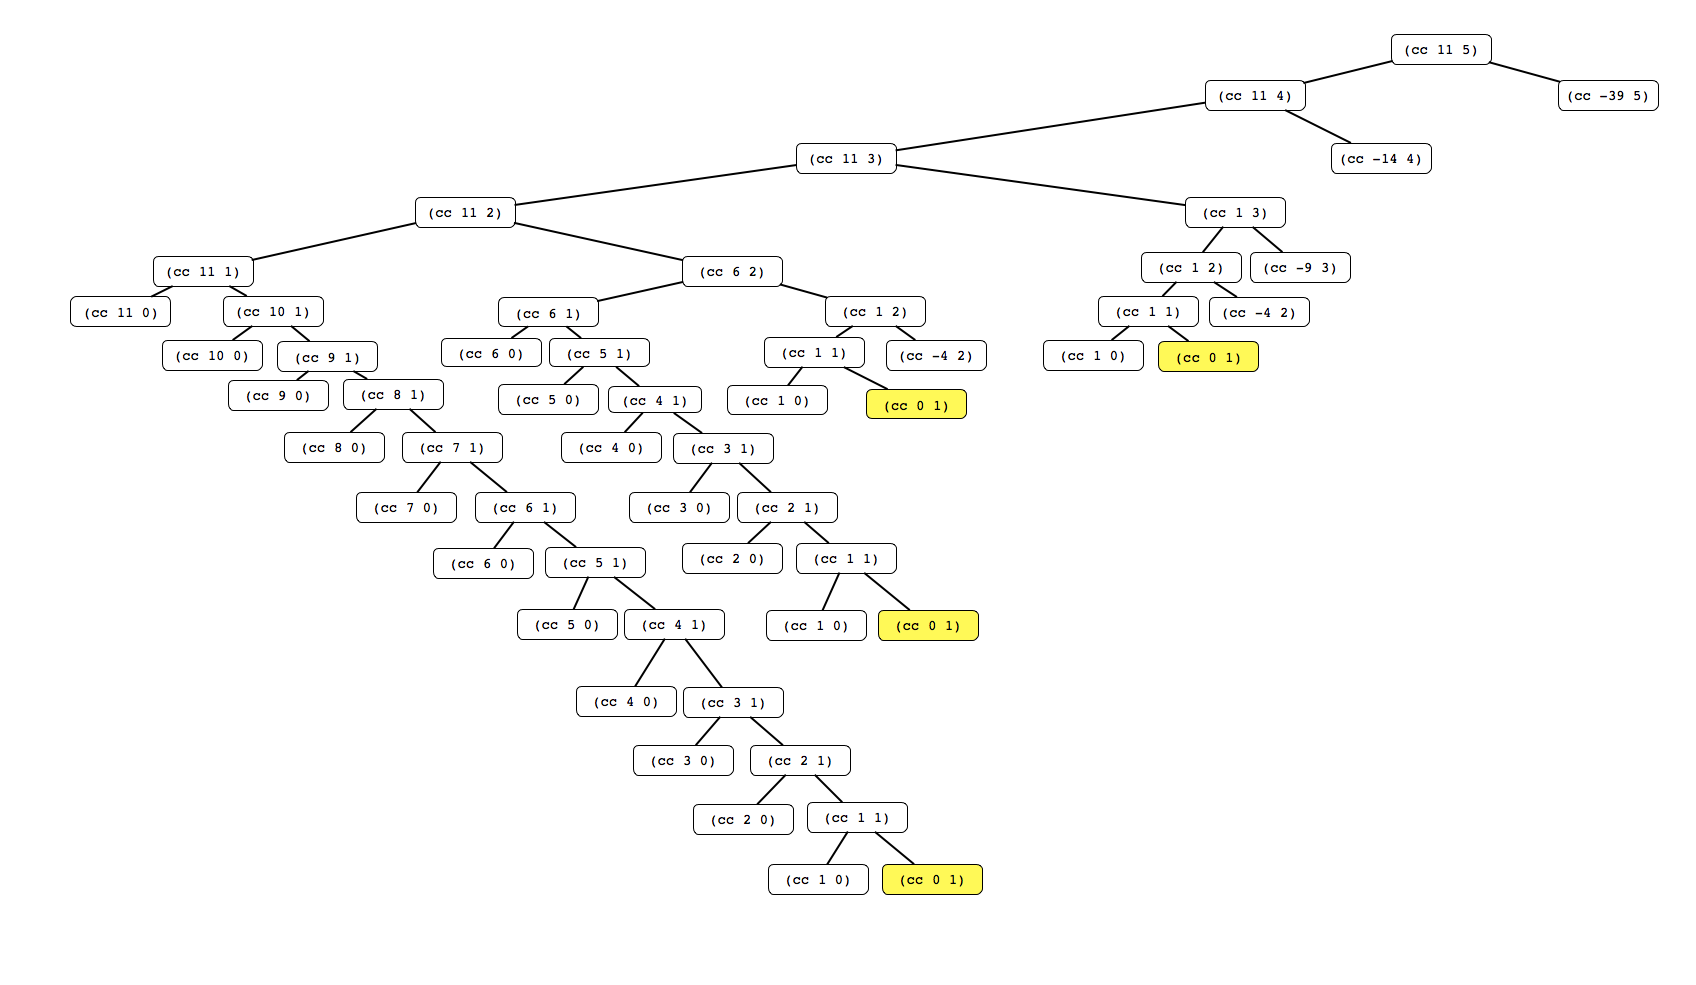 (cc 11 5)
(cc 11 4)
(cc -39 5)
(cc 11 3)
(cc -14 4)
(cc 11 2)
(cc 1 3)
(cc 11 1)
(cc 6 2)
(cc 1 2)
(cc -9 3)
(cc 11 0)
(cc 10 1)
(cc 6 1)
(cc 1 2)
(cc 1 1)
(cc -4 2)
(cc 10 0)
(cc 9 1)
(cc 6 0)
(cc 5 1)
(cc 1 1)
(cc -4 2)
(cc 1 0)
(cc 0 1)
(cc 9 0)
(cc 8 1)
(cc 5 0)
(cc 4 1)
(cc 1 0)
(cc 0 1)
(cc 8 0)
(cc 7 1)
(cc 4 0)
(cc 3 1)
(cc 7 0)
(cc 6 1)
(cc 3 0)
(cc 2 1)
(cc 6 0)
(cc 5 1)
(cc 2 0)
(cc 1 1)
(cc 5 0)
(cc 4 1)
(cc 1 0)
(cc 0 1)
(cc 4 0)
(cc 3 1)
(cc 3 0)
(cc 2 1)
(cc 2 0)
(cc 1 1)
(cc 1 0)
(cc 0 1)